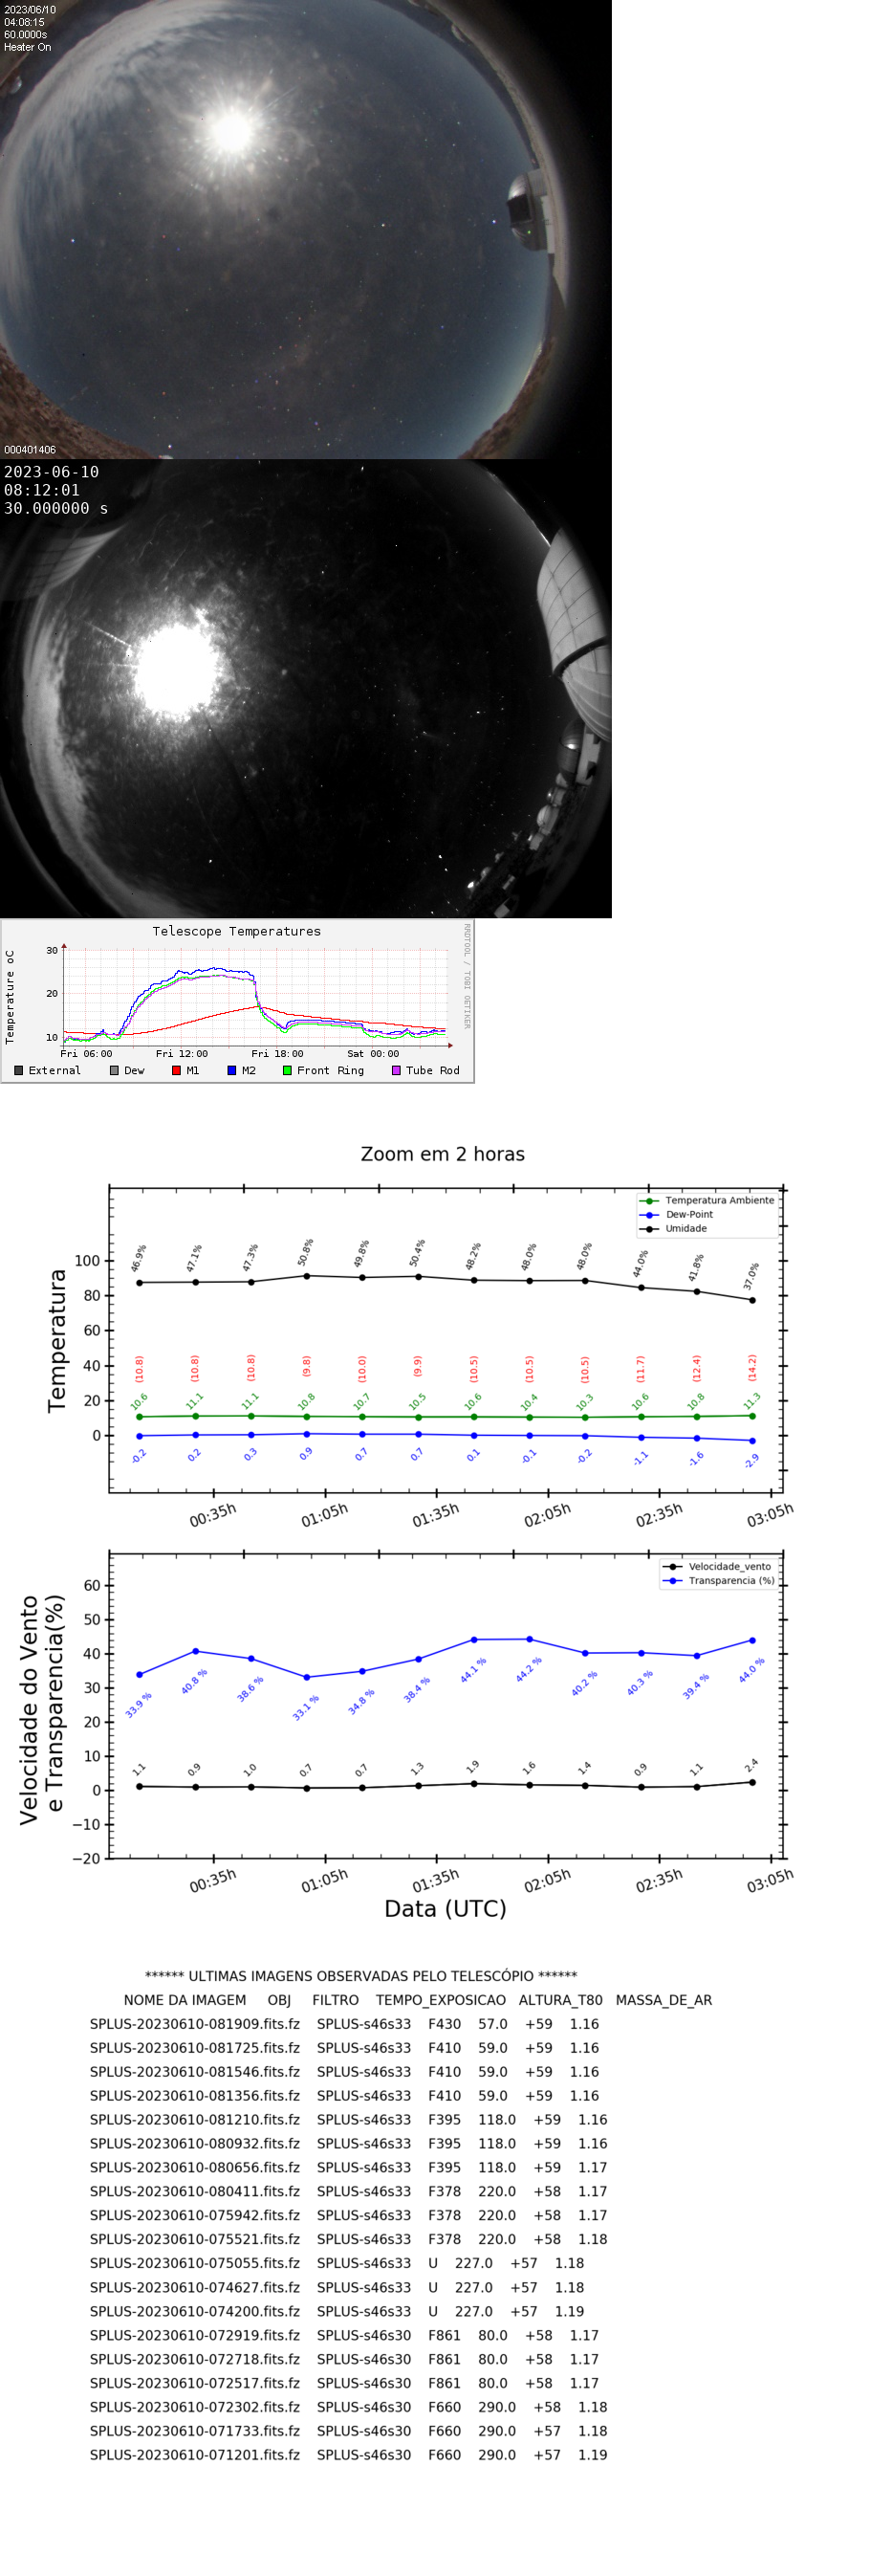 2023/06/10
04:08:15
60.0000s
Heater On
000401406
2023-06-10
08:12:01
30.000000 s
Telescope Temperatures
RRDTOOL / TOBI OETIKER
Temperature oC
30
20
10
Fri 06:00 Fri 12:00 Fri 18:00 Sat 00:00
External Dew M1 M2 Front Ring Tube Rod
Zoom em 2 horas
Temperatura Ambiente
Dew-Point
Umidade
Temperatura
100
80
60
40
20
0
46.9% 47.1% 47.3% 50.8% 49.8% 50.4% 48.2% 48.0% 48.0% 44.0% 41.8% 37.0%
(10.8) (10.8) (10.8) (9.8) (10.0) (9.9) (10.5) (10.5) (10.5) (11.7) (12.4) (14.2)
10.6 11.1 11.1 10.8 10.7 10.5 10.6 10.4 10.3 10.6 10.8 11.3
-0.2 0.2 0.3 0.9 0.7 0.7 0.1 -0.1 -0.2 -1.1 -1.6 -2.9
00:35h 01:05h 01:35h 02:05h 02:35h 03:05h
Velocidade_vento
Transparencia (%)
Velocidade do Vento
e Transparencia(%)
60
50
40
30
20
10
0
−10
−20
33.9 % 40.8 % 38.6 % 33.1 % 34.8 % 38.4 % 44.1 % 44.2 % 40.2 % 40.3 % 39.4 % 44.0 %
1.1 0.9 1.0 0.7 0.7 1.3 1.9 1.6 1.4 0.9 1.1 2.4
00:35h 01:05h 01:35h 02:05h 02:35h 03:05h
Data (UTC)
****** ULTIMAS IMAGENS OBSERVADAS PELO TELESCÓPIO ******
NOME DA IMAGEM OBJ FILTRO TEMPO_EXPOSICAO ALTURA_T80 MASSA_DE_AR
SPLUS-20230610-081909.fits.fz SPLUS-s46s33 F430 57.0 +59 1.16
SPLUS-20230610-081725.fits.fz SPLUS-s46s33 F410 59.0 +59 1.16
SPLUS-20230610-081546.fits.fz SPLUS-s46s33 F410 59.0 +59 1.16
SPLUS-20230610-081356.fits.fz SPLUS-s46s33 F410 59.0 +59 1.16
SPLUS-20230610-081210.fits.fz SPLUS-s46s33 F395 118.0 +59 1.16
SPLUS-20230610-080932.fits.fz SPLUS-s46s33 F395 118.0 +59 1.16
SPLUS-20230610-080656.fits.fz SPLUS-s46s33 F395 118.0 +59 1.17
SPLUS-20230610-080411.fits.fz SPLUS-s46s33 F378 220.0 +58 1.17
SPLUS-20230610-075942.fits.fz SPLUS-s46s33 F378 220.0 +58 1.17
SPLUS-20230610-075521.fits.fz SPLUS-s46s33 F378 220.0 +58 1.18
SPLUS-20230610-075055.fits.fz SPLUS-s46s33 U 227.0 +57 1.18
SPLUS-20230610-074627.fits.fz SPLUS-s46s33 U 227.0 +57 1.18
SPLUS-20230610-074200.fits.fz SPLUS-s46s33 U 227.0 +57 1.19
SPLUS-20230610-072919.fits.fz SPLUS-s46s30 F861 80.0 +58 1.17
SPLUS-20230610-072718.fits.fz SPLUS-s46s30 F861 80.0 +58 1.17
SPLUS-20230610-072517.fits.fz SPLUS-s46s30 F861 80.0 +58 1.17
SPLUS-20230610-072302.fits.fz SPLUS-s46s30 F660 290.0 +58 1.18
SPLUS-20230610-071733.fits.fz SPLUS-s46s30 F660 290.0 +57 1.18
SPLUS-20230610-071201.fits.fz SPLUS-s46s30 F660 290.0 +57 1.19